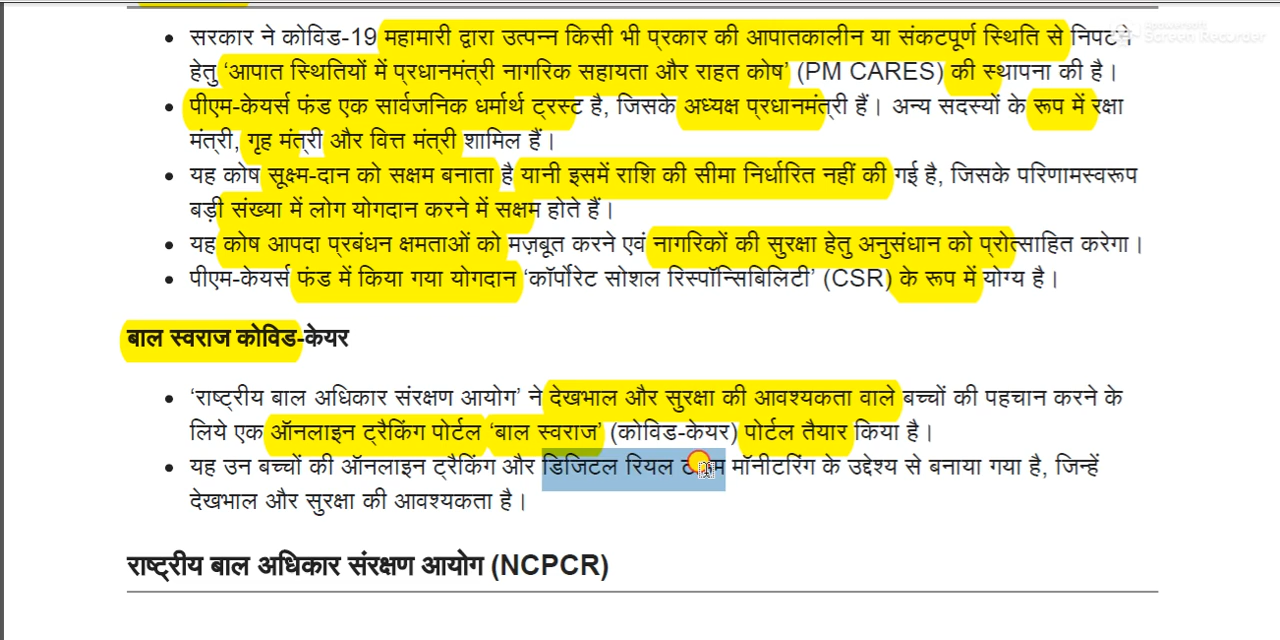 • सरकार ने कोविड-19 महामारी द्वारा उत्पन्न किसी भी प्रकार की आपातकालीन या संकटपूर्ण स्थिति से निपटने
हेतु ‘आपात स्थितियों में प्रधानमंत्री नागरिक सहायता और राहत कोष’ (PM CARES) की स्थापना की है।
• पीएम-केयर्स फंड एक सार्वजनिक धर्मार्थ ट्रस्ट है, जिसके अध्यक्ष प्रधानमंत्री हैं। अन्य सदस्यों के रूप में रक्षा
मंत्री, गृह मंत्री और वित्त मंत्री शामिल हैं।
• यह कोष सूक्ष्म-दान को सक्षम बनाता है यानी इसमें राशि की सीमा निर्धारित नहीं की गई है, जिसके परिणामस्वरूप
बड़ी संख्या में लोग योगदान करने में सक्षम होते हैं।
• यह कोष आपदा प्रबंधन क्षमताओं को मज़बूत करने एवं नागरिकों की सुरक्षा हेतु अनुसंधान को प्रोत्साहित करेगा।
• पीएम-केयर्स फंड में किया गया योगदान ‘कॉर्पोरेट सोशल रिस्पॉन्सिबिलिटी’ (CSR) के रूप में योग्य है।
बाल स्वराज कोविड-केयर
• ‘राष्ट्रीय बाल अधिकार संरक्षण आयोग’ ने देखभाल और सुरक्षा की आवश्यकता वाले बच्चों की पहचान करने के
लिये एक ऑनलाइन ट्रैकिंग पोर्टल ‘बाल स्वराज’ (कोविड-केयर) पोर्टल तैयार किया है।
• यह उन बच्चों की ऑनलाइन ट्रैकिंग और डिजिटल रियल टाइम मॉनीटरिंग के उद्देश्य से बनाया गया है, जिन्हें
देखभाल और सुरक्षा की आवश्यकता है।
राष्ट्रीय बाल अधिकार संरक्षण आयोग (NCPCR)
Apowersoft
Screen Recorder